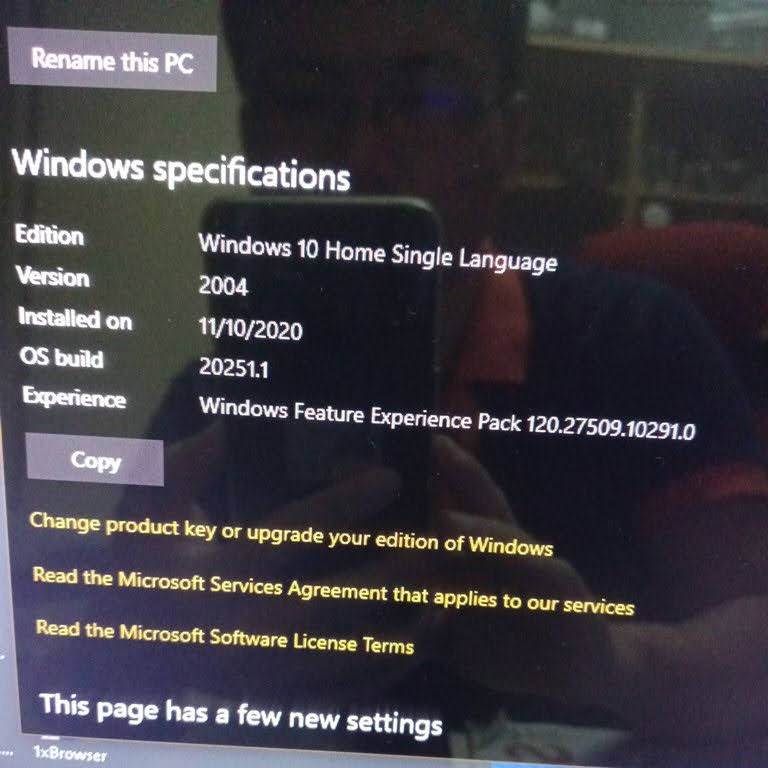 Rename this PC
Windows specifications
Edition Windows 10 Home Single Language
Version 2004
Installed on 11/10/2020
OS build 20251.1
Experience Windows Feature Experience Pack 120.27509.10291.0
Copy
Change product key or upgrade your edition of Windows
Read the Microsoft Services Agreement that applies to our services
Read the Microsoft Software License Terms
This page has a few new settings
... 1xBrowser